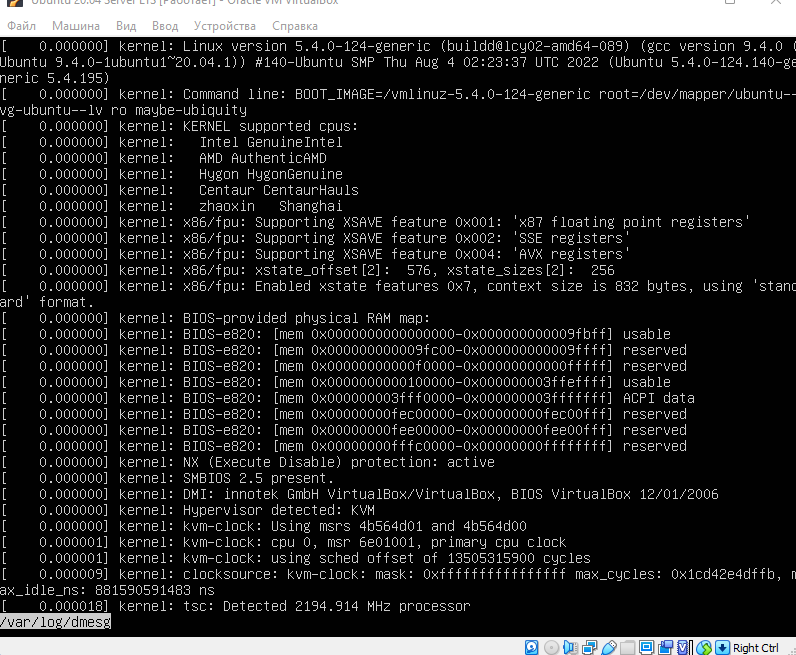 Ubuntu 20.04 Server LTS [Работает] - Oracle VM VirtualBox
Файл Машина Вид Ввод Устройства Справка
[    0.000000] kernel: Linux version 5.4.0-124-generic (buildd@lcy02-amd64-089) (gcc version 9.4.0 (
Ubuntu 9.4.0-1ubuntu1~20.04.1)) #140-Ubuntu SMP Thu Aug 4 02:23:37 UTC 2022 (Ubuntu 5.4.0-124.140-ge
neric 5.4.195)
[    0.000000] kernel: Command line: BOOT_IMAGE=/vmlinuz-5.4.0-124-generic root=/dev/mapper/ubuntu--
vg-ubuntu--lv ro maybe-ubiquity
[    0.000000] kernel: KERNEL supported cpus:
[    0.000000] kernel:   Intel GenuineIntel
[    0.000000] kernel:   AMD AuthenticAMD
[    0.000000] kernel:   Hygon HygonGenuine
[    0.000000] kernel:   Centaur CentaurHauls
[    0.000000] kernel:   zhaoxin   Shanghai
[    0.000000] kernel: x86/fpu: Supporting XSAVE feature 0x001: 'x87 floating point registers'
[    0.000000] kernel: x86/fpu: Supporting XSAVE feature 0x002: 'SSE registers'
[    0.000000] kernel: x86/fpu: Supporting XSAVE feature 0x004: 'AVX registers'
[    0.000000] kernel: x86/fpu: xstate_offset[2]:  576, xstate_sizes[2]:  256
[    0.000000] kernel: x86/fpu: Enabled xstate features 0x7, context size is 832 bytes, using 'stand
ard' format.
[    0.000000] kernel: BIOS-provided physical RAM map:
[    0.000000] kernel: BIOS-e820: [mem 0x0000000000000000-0x000000000009fbff] usable
[    0.000000] kernel: BIOS-e820: [mem 0x000000000009fc00-0x000000000009ffff] reserved
[    0.000000] kernel: BIOS-e820: [mem 0x00000000000f0000-0x00000000000fffff] reserved
[    0.000000] kernel: BIOS-e820: [mem 0x0000000000100000-0x000000003ffeffff] usable
[    0.000000] kernel: BIOS-e820: [mem 0x000000003fff0000-0x000000003fffffff] ACPI data
[    0.000000] kernel: BIOS-e820: [mem 0x00000000fec00000-0x00000000fec00fff] reserved
[    0.000000] kernel: BIOS-e820: [mem 0x00000000fee00000-0x00000000fee00fff] reserved
[    0.000000] kernel: BIOS-e820: [mem 0x00000000fffc0000-0x00000000ffffffff] reserved
[    0.000000] kernel: NX (Execute Disable) protection: active
[    0.000000] kernel: SMBIOS 2.5 present.
[    0.000000] kernel: DMI: innotek GmbH VirtualBox/VirtualBox, BIOS VirtualBox 12/01/2006
[    0.000000] kernel: Hypervisor detected: KVM
[    0.000000] kernel: kvm-clock: Using msrs 4b564d01 and 4b564d00
[    0.000001] kernel: kvm-clock: cpu 0, msr 6e01001, primary cpu clock
[    0.000001] kernel: kvm-clock: using sched offset of 13505315900 cycles
[    0.000009] kernel: clocksource: kvm-clock: mask: 0xffffffffffffffff max_cycles: 0x1cd42e4dffb, m
ax_idle_ns: 881590591483 ns
[    0.000018] kernel: tsc: Detected 2194.914 MHz processor
/var/log/dmesg
Right Ctrl